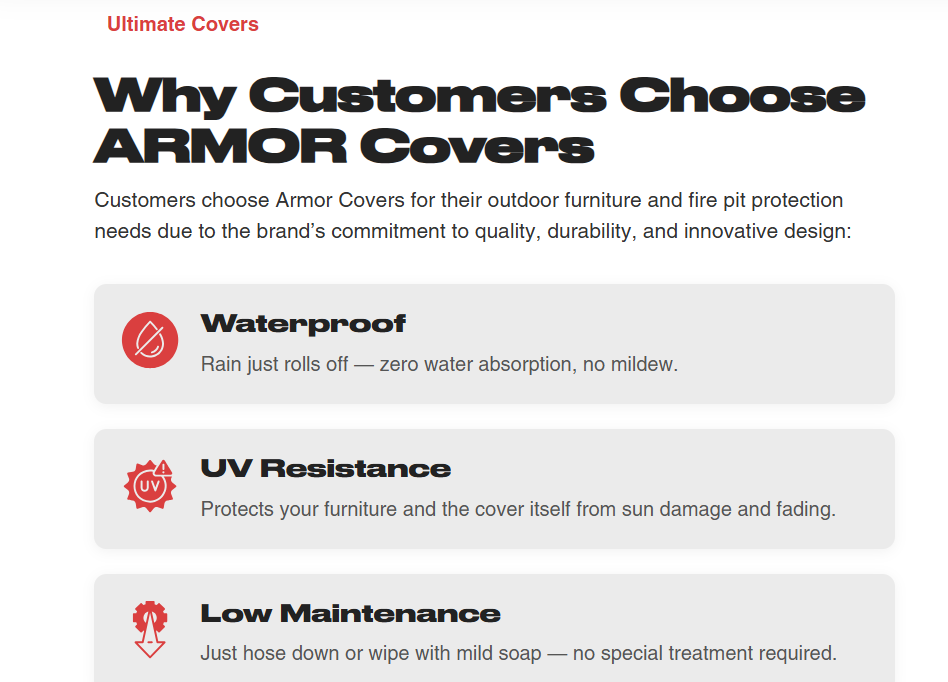 Ultimate Covers
Why Customers Choose
ARMOR Covers
Customers choose Armor Covers for their outdoor furniture and fire pit protection
needs due to the brand’s commitment to quality, durability, and innovative design:
Waterproof
Rain just rolls off — zero water absorption, no mildew.
UV
UV Resistance
Protects your furniture and the cover itself from sun damage and fading.
Low Maintenance
Just hose down or wipe with mild soap — no special treatment required.